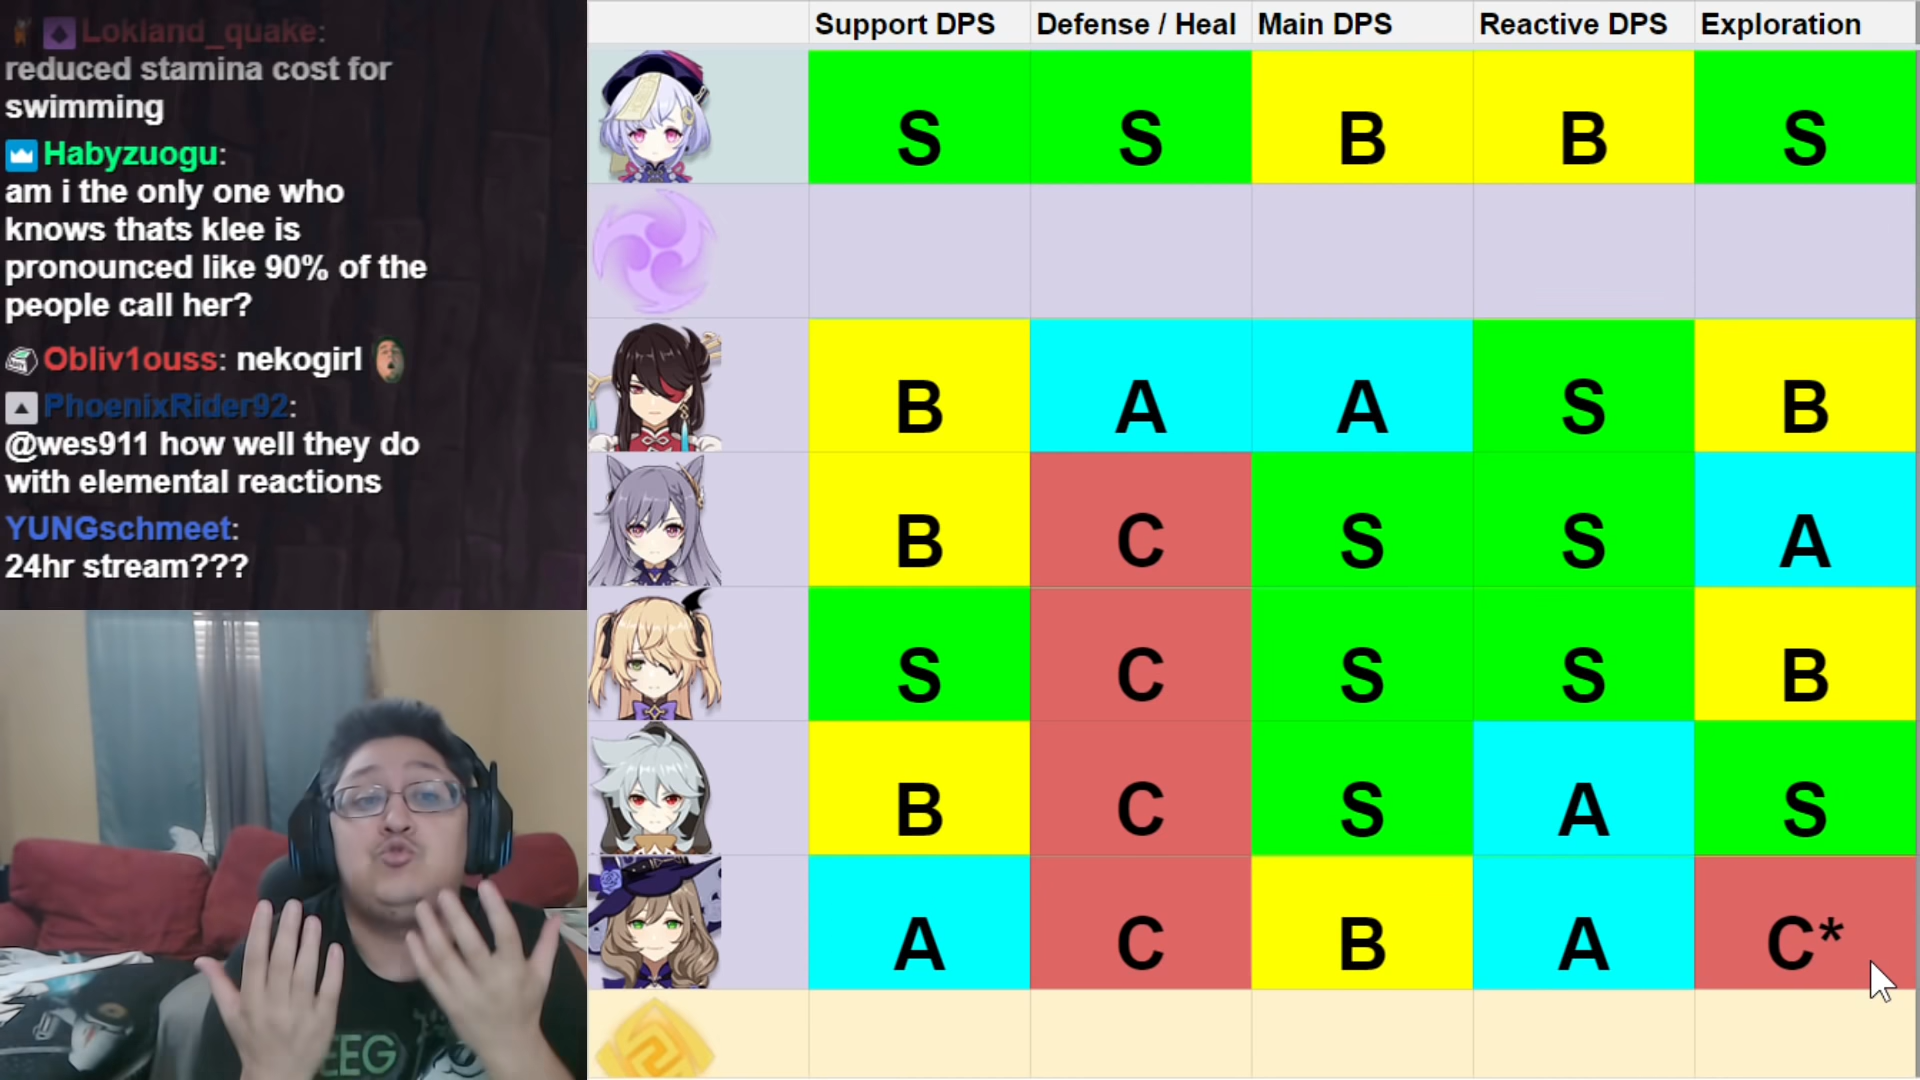 Lokland_quake:
reduced stamina cost for
swimming
Habyzuogu:
am i the only one who
knows thats klee is
pronounced like 90% of the
people call her?
Obliv1ouss: nekogirl
PhoenixRider92:
@wes911 how well they do
with elemental reactions
YUNGschmeet:
24hr stream???
Support DPS Defense / Heal Main DPS Reactive DPS Exploration
S S B B S
B A A S B
B C S S A
S C S S B
B C S A S
A C B A C*
EEG